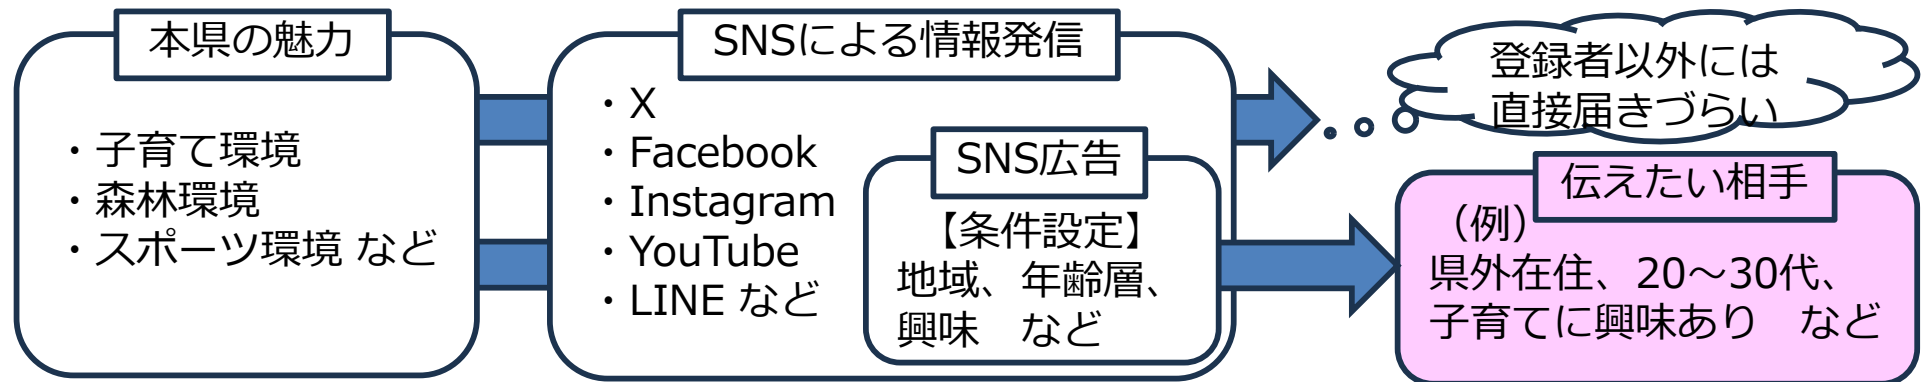 本県の魅力
・子育て環境
・森林環境
・スポーツ環境 など
SNSによる情報発信
・X
・Facebook
・Instagram
・YouTube
・LINE など
SNS広告
【条件設定】
地域、年齢層、
興味　など
登録者以外には
直接届きづらい
伝えたい相手
（例）
県外在住、20～30代、
子育てに興味あり　など